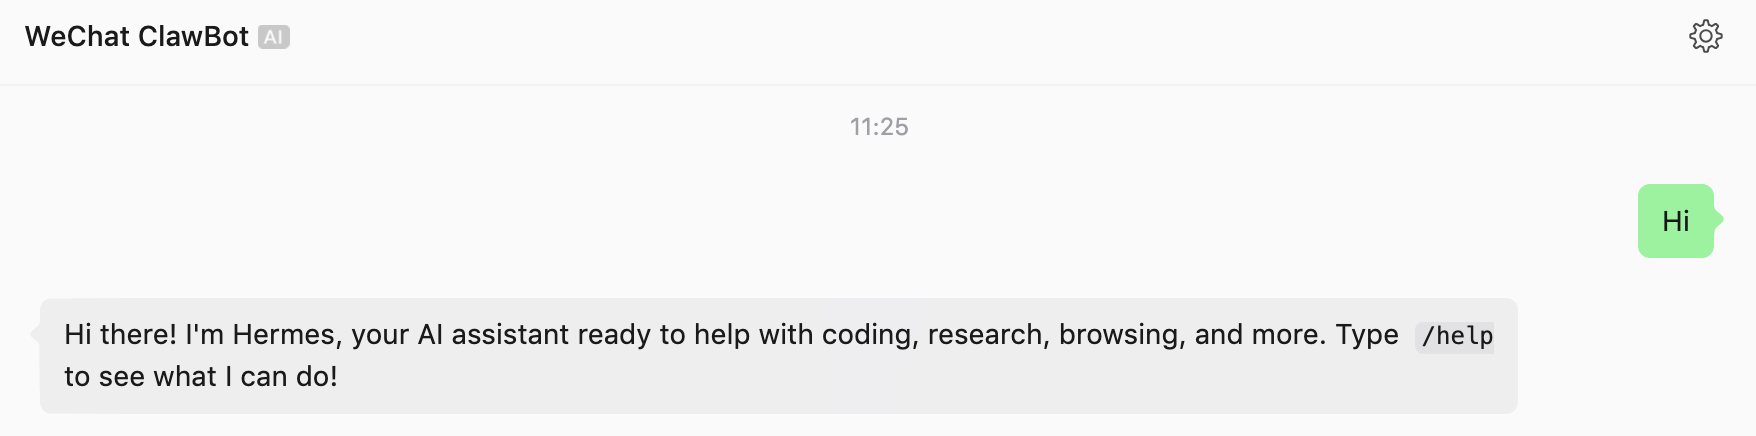 WeChat ClawBot AI
11:25
Hi
Hi there! I'm Hermes, your AI assistant ready to help with coding, research, browsing, and more. Type /help
to see what I can do!